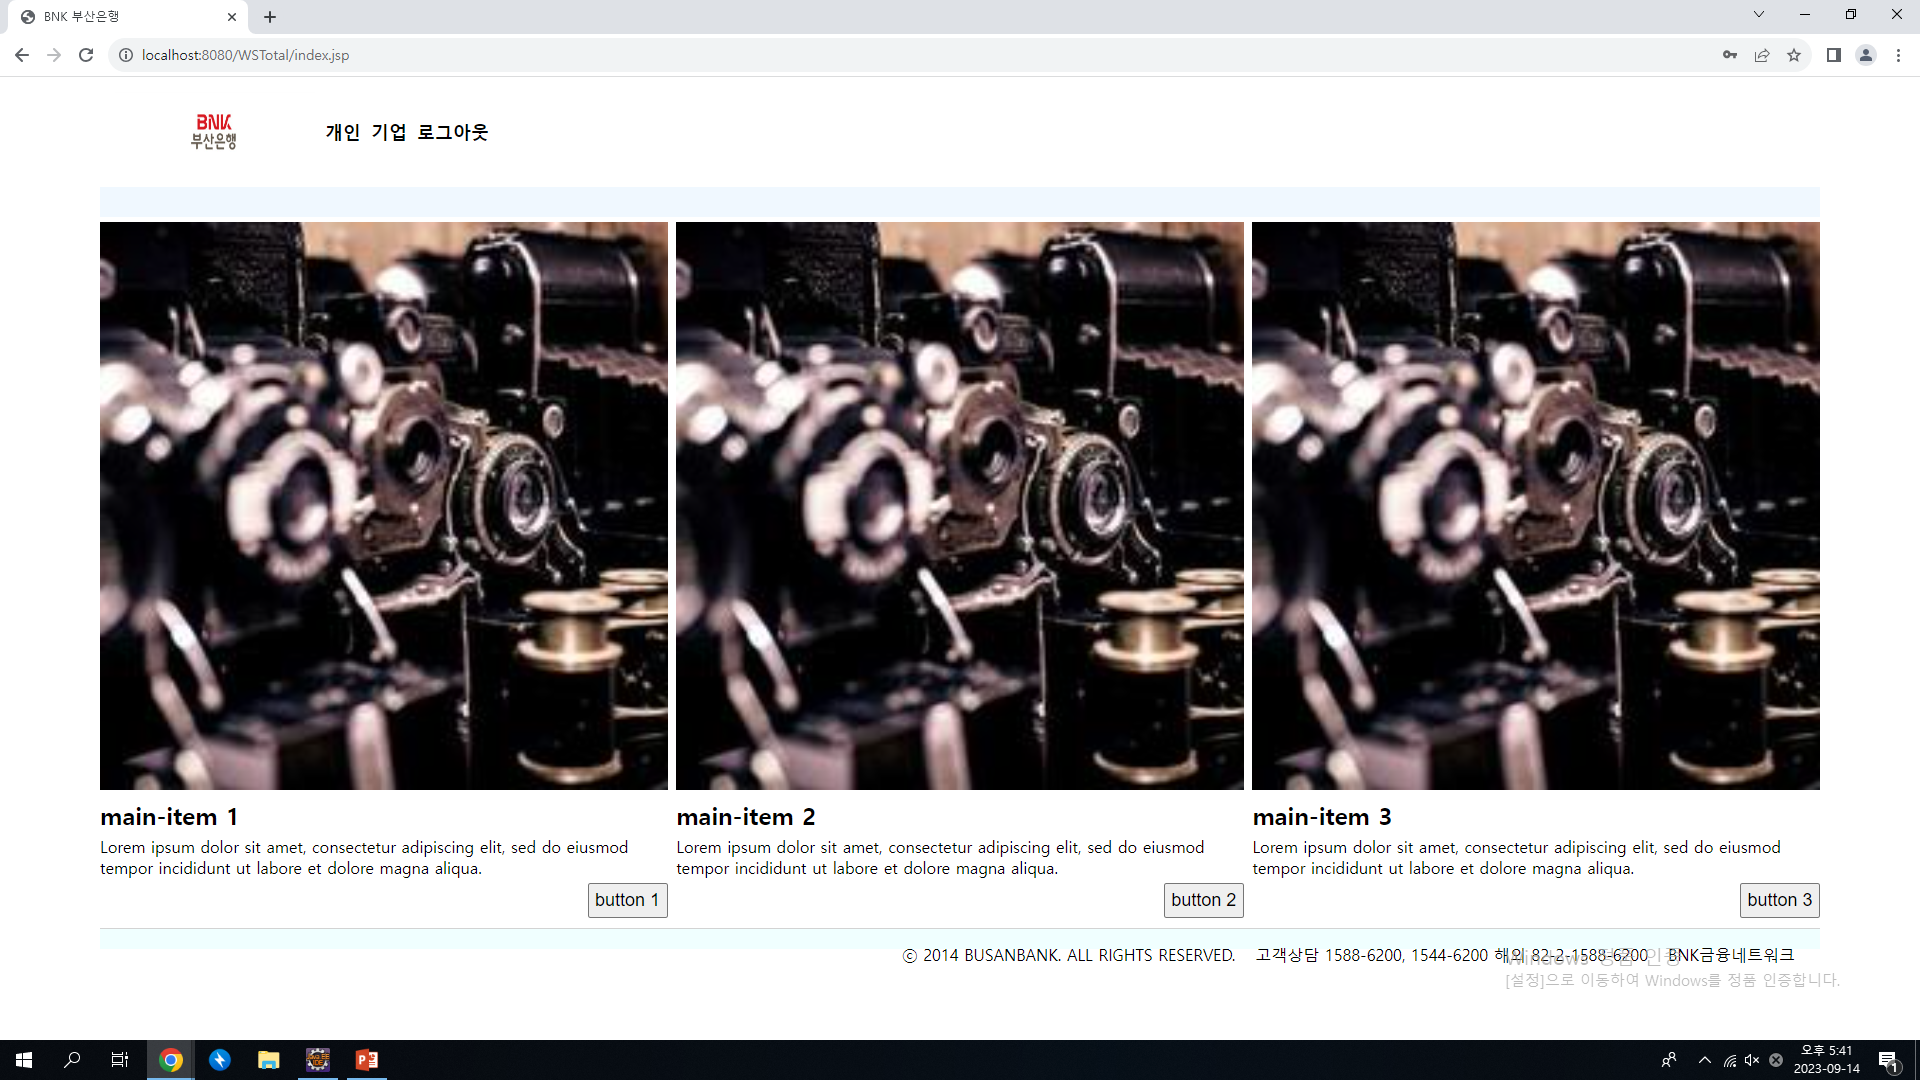 BNK 부산은행
localhost:8080/WSTotal/index.jsp
BNK
부산은행
개인 기업 로그아웃
main-item 1
Lorem ipsum dolor sit amet, consectetur adipiscing elit, sed do eiusmod
tempor incididunt ut labore et dolore magna aliqua.
button 1
main-item 2
Lorem ipsum dolor sit amet, consectetur adipiscing elit, sed do eiusmod
tempor incididunt ut labore et dolore magna aliqua.
button 2
main-item 3
Lorem ipsum dolor sit amet, consectetur adipiscing elit, sed do eiusmod
tempor incididunt ut labore et dolore magna aliqua.
button 3
ⓒ 2014 BUSANBANK. ALL RIGHTS RESERVED. 고객상담 1588-6200, 1544-6200 해외 82-2-1588-6200 BNK금융네트워크
Windows 정품 인증
[설정]으로 이동하여 Windows를 정품 인증합니다.
오후 5:41
2023-09-14
1